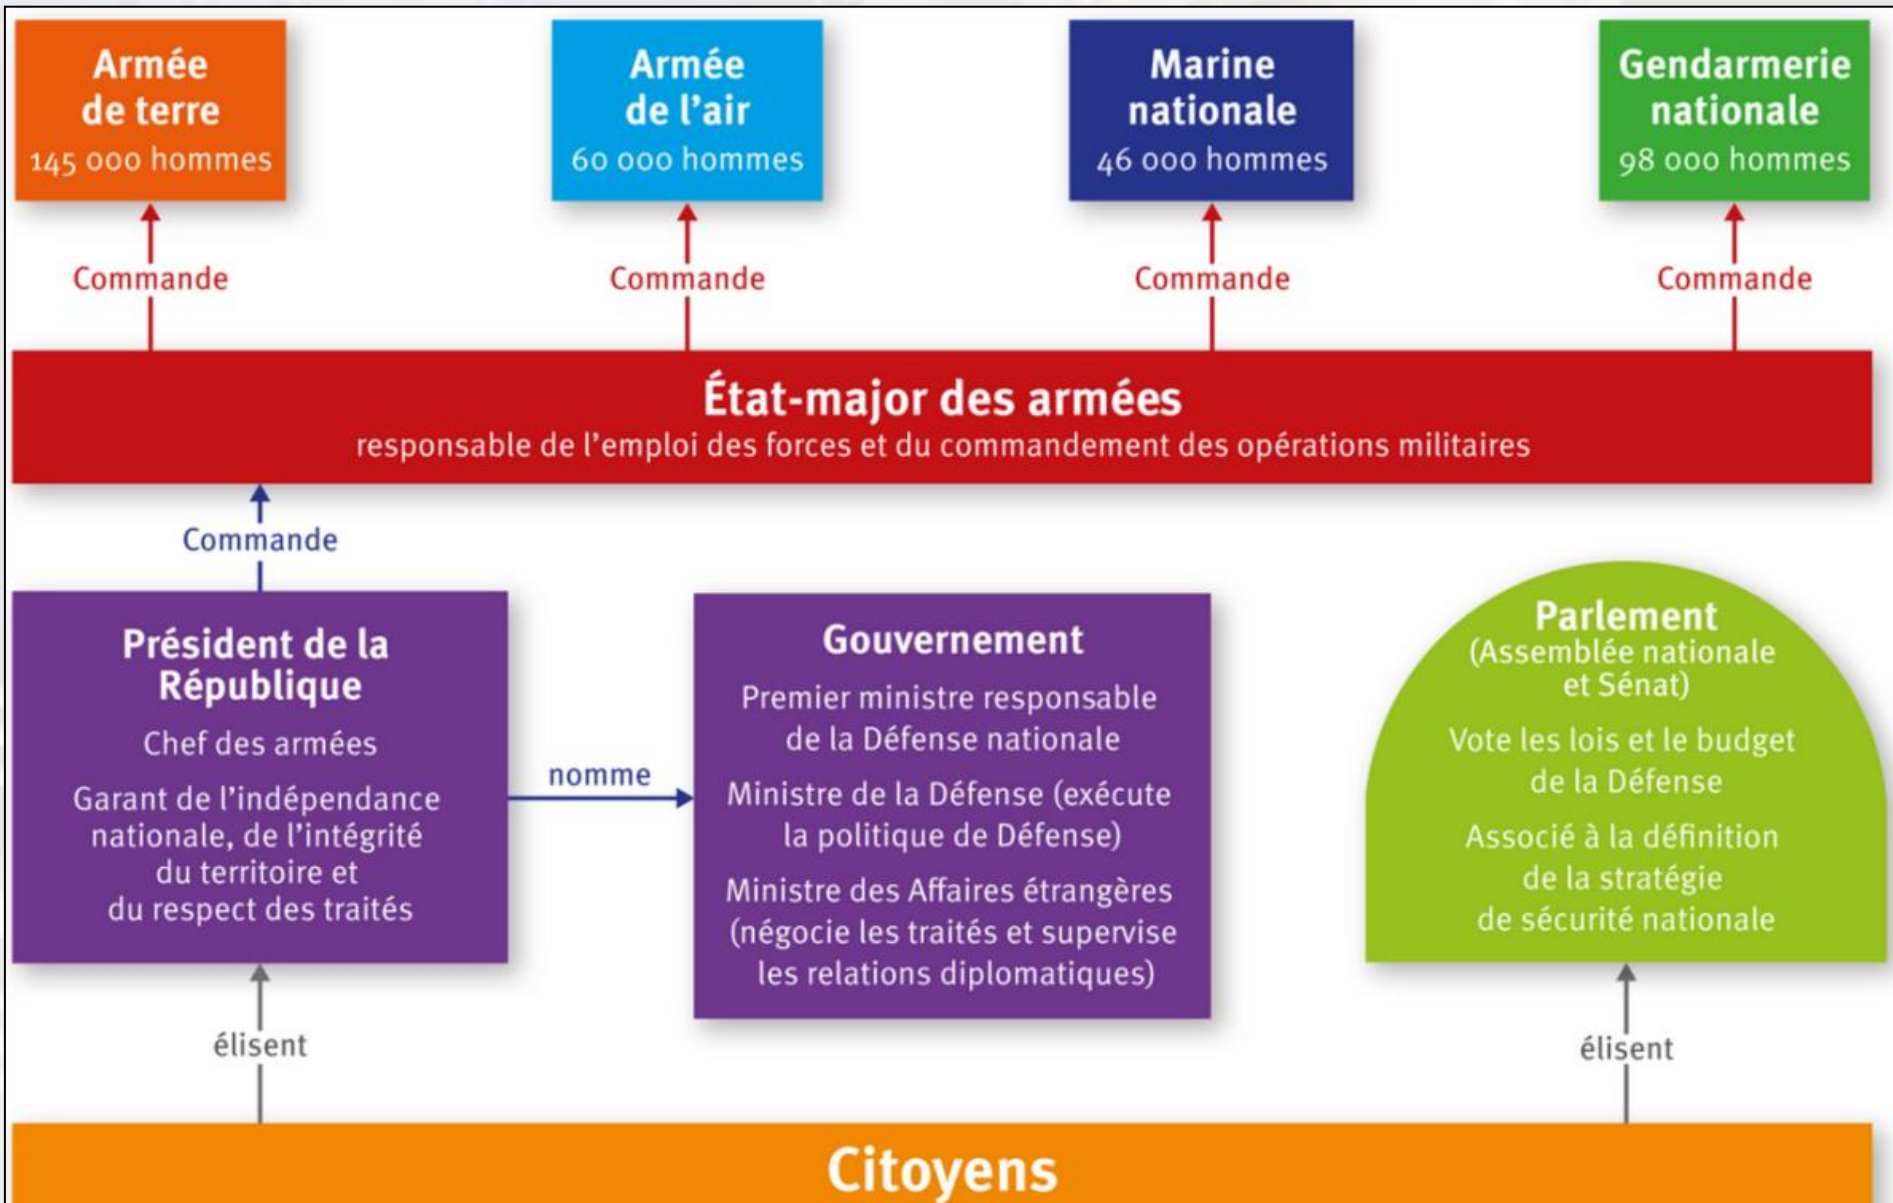 Armée
de terre
145 000 hommes
Armée
de l'air
60 000 hommes
Marine
nationale
46 000 hommes
Gendarmerie
nationale
98 000 hommes
Commande
Commande
Commande
Commande
État-major des armées
responsable de l'emploi des forces et du commandement des opérations militaires
Commande
Président de la
République
Chef des armées
Garant de l'indépendance
nationale, de l'intégrité
du territoire et
du respect des traités
nomme
Gouvernement
Premier ministre responsable
de la Défense nationale
Ministre de la Défense (exécute
la politique de Défense)
Ministre des Affaires étrangères
(négocie les traités et supervise
les relations diplomatiques)
Parlement
(Assemblée nationale
et Sénat)
Vote les lois et le budget
de la Défense
Associé à la définition
de la stratégie
de sécurité nationale
élisent
élisent
Citoyens